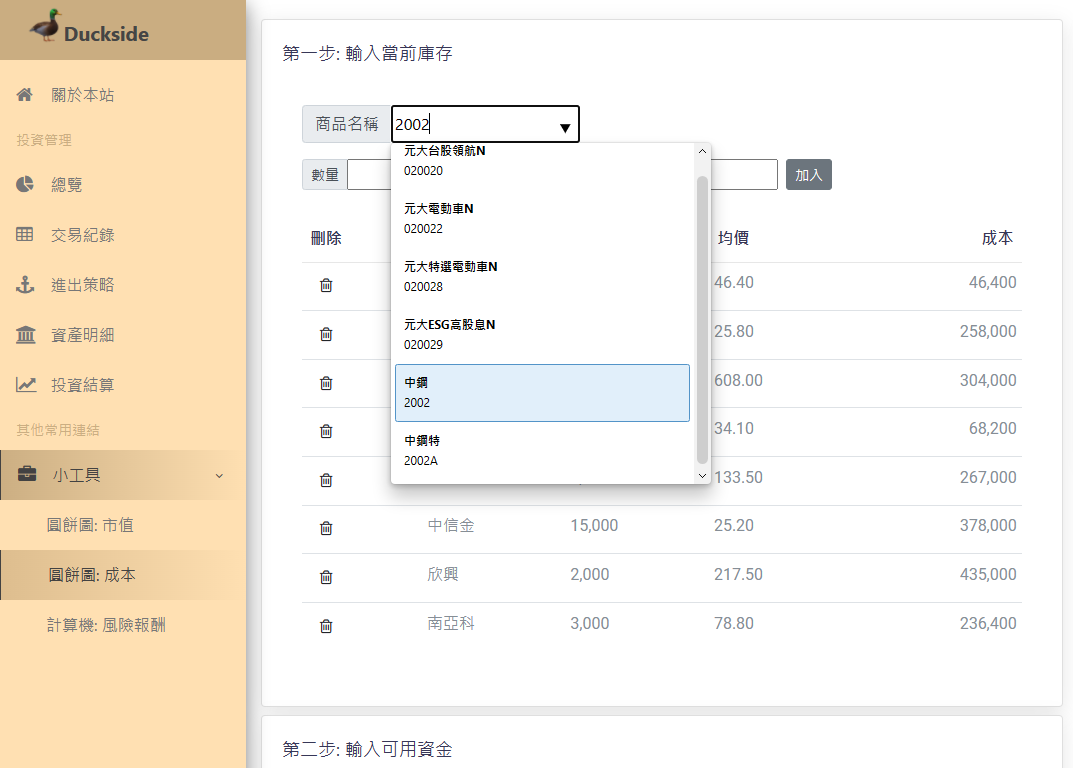 Duckside
關於本站
投資管理
總覽
交易紀錄
進出策略
資產明細
投資結算
其他常用連結
小工具
圓餅圖: 市值
圓餅圖: 成本
計算機: 風險報酬
第一步: 輸入當前庫存
商品名稱 2002
元大台股領航N
020020
元大電動車N
020022
元大特選電動車N
020028
元大ESG高股息N
020029
中鋼
2002
中鋼特
2002A
數量 加入
刪除 均價 成本
46.40 46,400
25.80 258,000
608.00 304,000
34.10 68,200
133.50 267,000
中信金 15,000 25.20 378,000
欣興 2,000 217.50 435,000
南亞科 3,000 78.80 236,400
第二步: 輸入可用資金